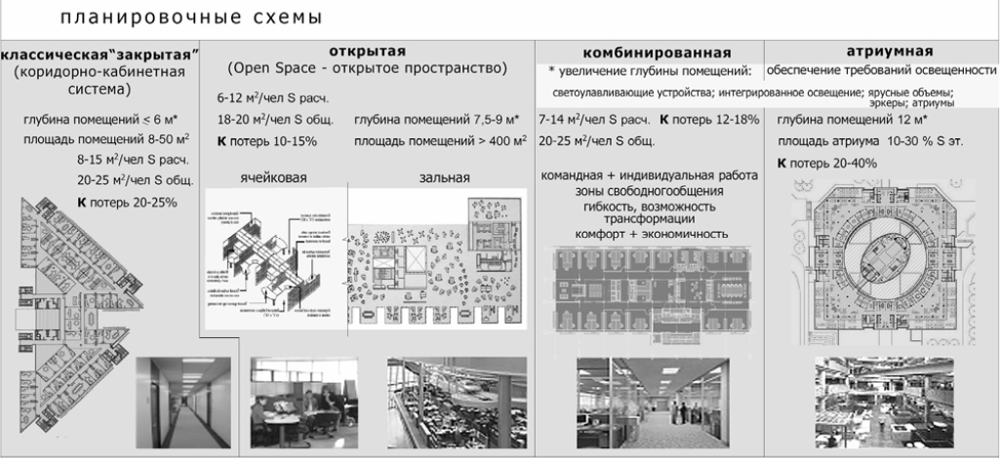 планировочные схемы
классическая"закрытая"
(коридорно-кабинетная
система)
глубина помещений ≤ 6 м*
площадь помещений 8-50 м²
8-15 м²/чел S расч.
20-25 м²/чел S общ.
К потерь 20-25%
открытая
(Open Space - открытое пространство)
6-12 м²/чел S расч.
18-20 м²/чел S общ.
К потерь 10-15%
глубина помещений 7,5-9 м*
площадь помещений > 400 м²
ячейковая
зальная
комбинированная
* увеличение глубины помещений:
светоулавливающие устройства; интегрированное освещение; ярусные объемы;
эркеры; атриумы
7-14 м²/чел S расч. К потерь 12-18%
20-25 м²/чел S общ.
командная + индивидуальная работа
зоны свободногообщения
гибкость, возможность
трансформации
комфорт + экономичность
атриумная
обеспечение требований освещенности
глубина помещений 12 м*
площадь атриума 10-30 % S эт.
К потерь 20-40%